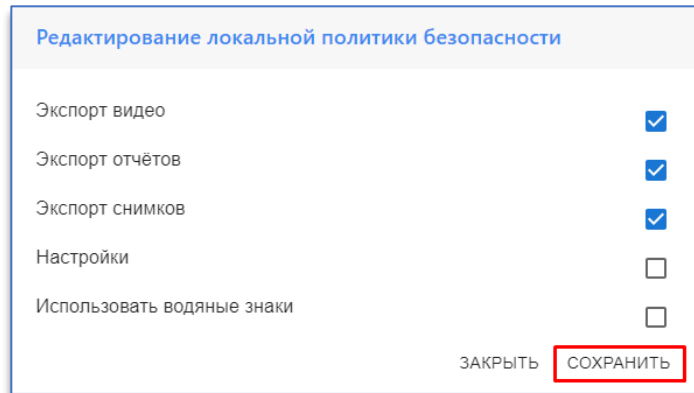 Редактирование локальной политики безопасности
Экспорт видео
Экспорт отчётов
Экспорт снимков
Настройки
Использовать водяные знаки
ЗАКРЫТЬ СОХРАНИТЬ